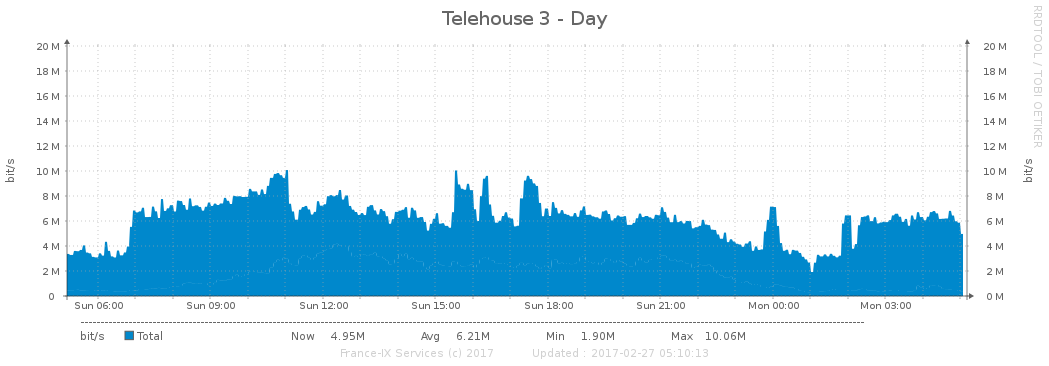 Telehouse 3 - Day
RRDTOOL / TOBI OETIKER
bit/s
20 M 20 M
18 M 18 M
16 M 16 M
14 M 14 M
12 M 12 M
10 M 10 M
8 M 8 M
6 M 6 M
4 M 4 M
2 M 2 M
0 0 M
bit/s
Sun 06:00 Sun 09:00 Sun 12:00 Sun 15:00 Sun 18:00 Sun 21:00 Mon 00:00 Mon 03:00
bit/s Total Now 4.95M Avg 6.21M Min 1.90M Max 10.06M
France-IX Services (c) 2017 Updated : 2017-02-27 05:10:13